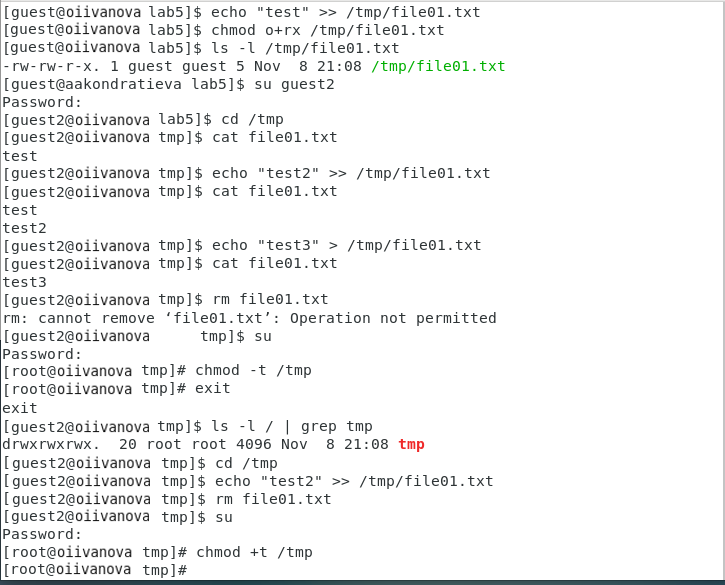 [guest@oiivanova lab5]$ echo "test" >> /tmp/file01.txt
[guest@oiivanova lab5]$ chmod o+rx /tmp/file01.txt
[guest@oiivanova lab5]$ ls -l /tmp/file01.txt
-rw-rw-r-x. 1 guest guest 5 Nov  8 21:08 /tmp/file01.txt
[guest@aakondratieva lab5]$ su guest2
Password:
[guest2@oiivanova lab5]$ cd /tmp
[guest2@oiivanova tmp]$ cat file01.txt
test
[guest2@oiivanova tmp]$ echo "test2" >> /tmp/file01.txt
[guest2@oiivanova tmp]$ cat file01.txt
test
test2
[guest2@oiivanova tmp]$ echo "test3" > /tmp/file01.txt
[guest2@oiivanova tmp]$ cat file01.txt
test3
[guest2@oiivanova tmp]$ rm file01.txt
rm: cannot remove ‘file01.txt’: Operation not permitted
[guest2@oiivanova tmp]$ su
Password:
[root@oiivanova tmp]# chmod -t /tmp
[root@oiivanova tmp]# exit
exit
[guest2@oiivanova tmp]$ ls -l / | grep tmp
drwxrwxrwx.  20 root root 4096 Nov  8 21:08 tmp
[guest2@oiivanova tmp]$ cd /tmp
[guest2@oiivanova tmp]$ echo "test2" >> /tmp/file01.txt
[guest2@oiivanova tmp]$ rm file01.txt
[guest2@oiivanova tmp]$ su
Password:
[root@oiivanova tmp]# chmod +t /tmp
[root@oiivanova tmp]#